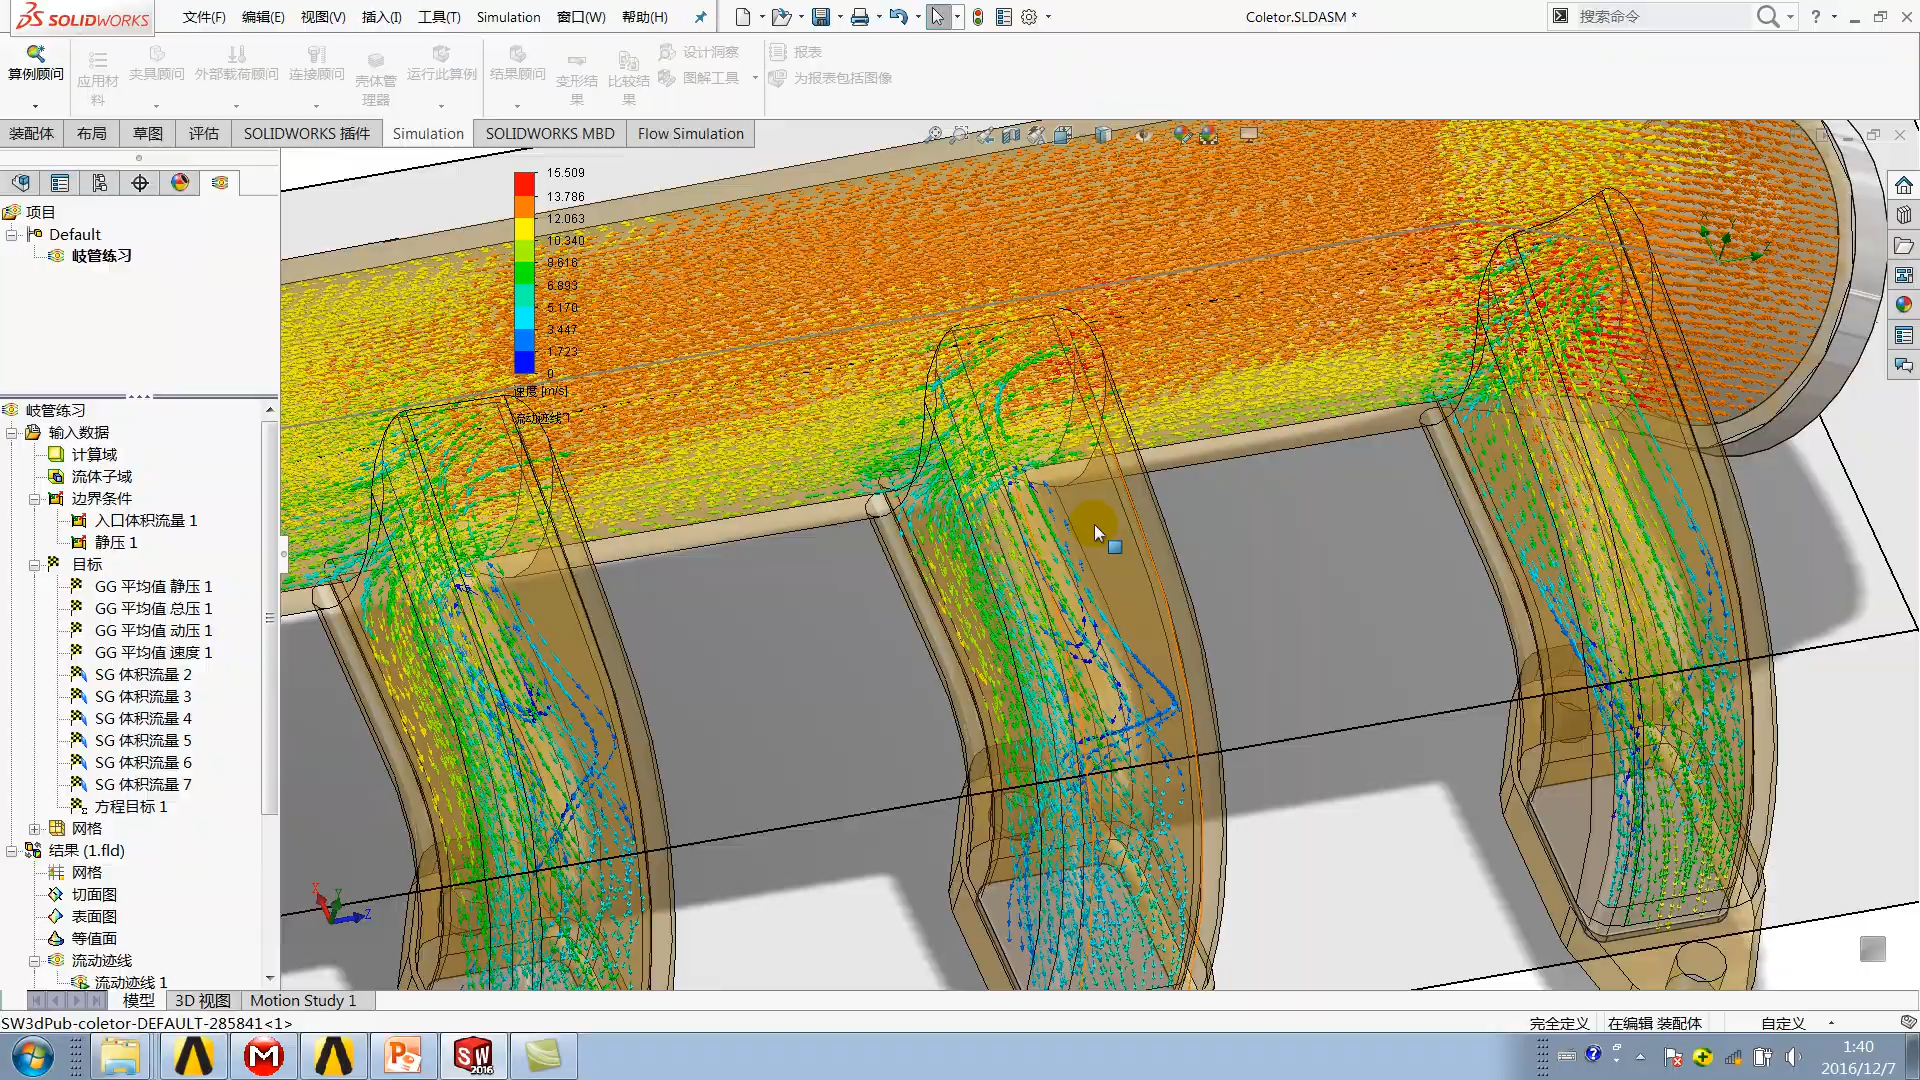 SOLIDWORKS
文件(F)
编辑(E)
视图(V)
插入(I)
工具(T)
Simulation
窗口(W)
帮助(H)
Coletor.SLDASM *
搜索命令
算例顾问
应用材料
夹具顾问
外部载荷顾问
连接顾问
壳体管理器
运行此算例
结果顾问
变形结果
比较结果
设计洞察
图解工具
报表
为报表包括图像
装配体
布局
草图
评估
SOLIDWORKS 插件
Simulation
SOLIDWORKS MBD
Flow Simulation
项目
Default
歧管练习
歧管练习
输入数据
计算域
流体子域
边界条件
入口体积流量 1
静压 1
目标
GG 平均值 静压 1
GG 平均值 总压 1
GG 平均值 动压 1
GG 平均值 速度 1
SG 体积流量 2
SG 体积流量 3
SG 体积流量 4
SG 体积流量 5
SG 体积流量 6
SG 体积流量 7
方程目标 1
网格
结果 (1.fld)
网格
切面图
表面图
等值面
流动迹线
流动迹线 1
15.509
13.786
12.063
10.340
8.616
6.893
5.170
3.447
1.723
0
速度 [m/s]
流动迹线 1
X
Y
Z
模型
3D 视图
Motion Study 1
SW3dPub-coletor-DEFAULT-285841<1>
完全定义
在编辑 装配体
自定义
SW
2016
1:40
2016/12/7